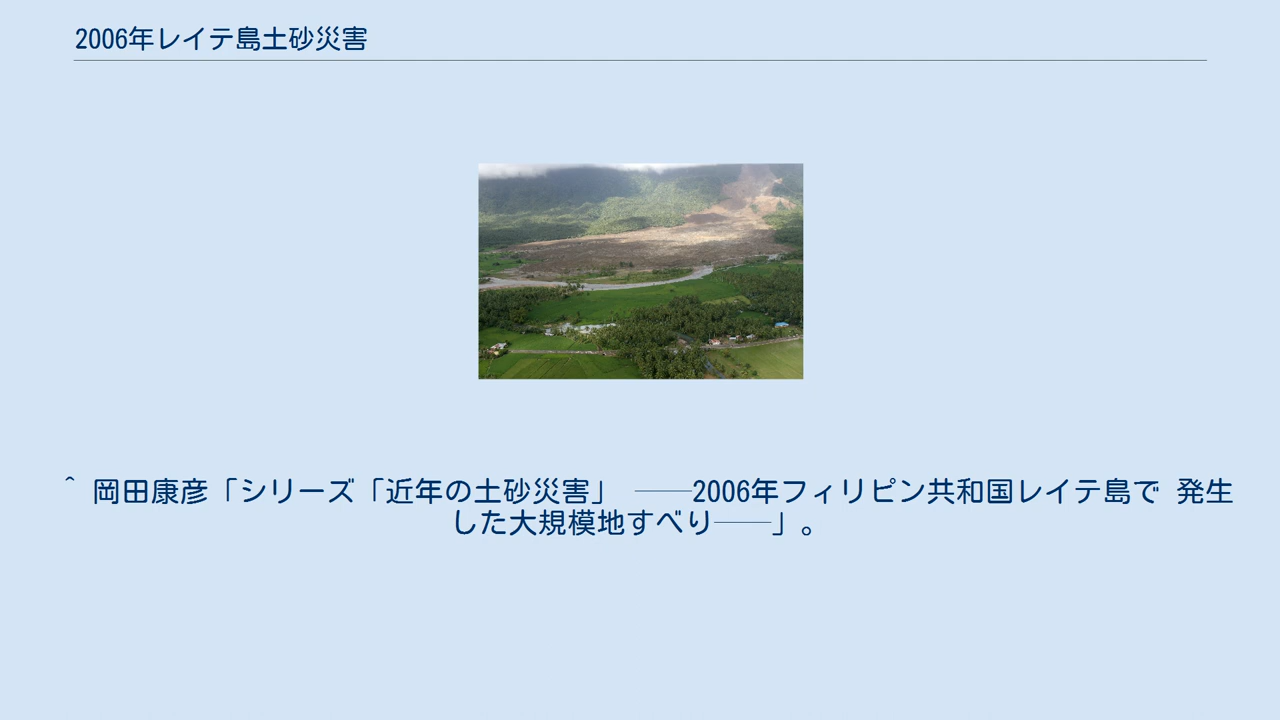 2006年レイテ島土砂災害
^ 岡田康彦「シリーズ「近年の土砂災害」 ──2006年フィリピン共和国レイテ島で 発生
した大規模地すべり──」。